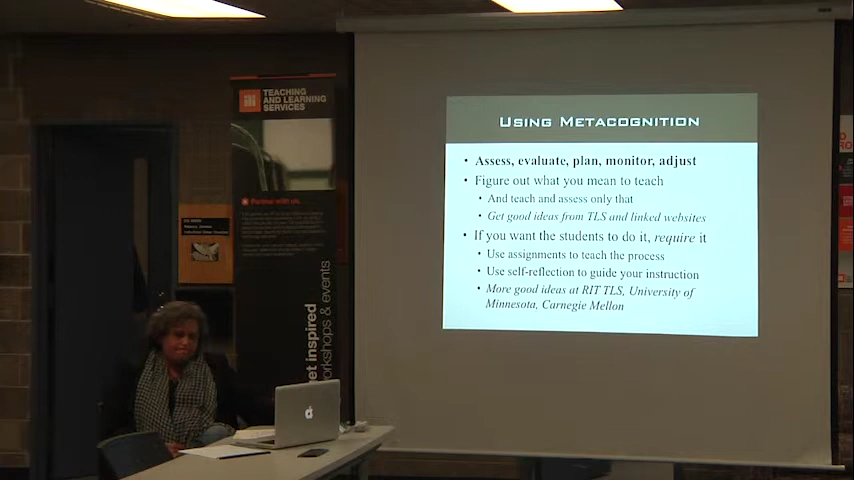 TEACHING
AND LEARNING
SERVICES
Partner with us.
get inspired
workshops & events
USING METACOGNITION
• Assess, evaluate, plan, monitor, adjust
• Figure out what you mean to teach
• And teach and assess only that
• Get good ideas from TLS and linked websites
• If you want the students to do it, require it
• Use assignments to teach the process
• Use self-reflection to guide your instruction
• More good ideas at RIT TLS, University of
Minnesota, Carnegie Mellon